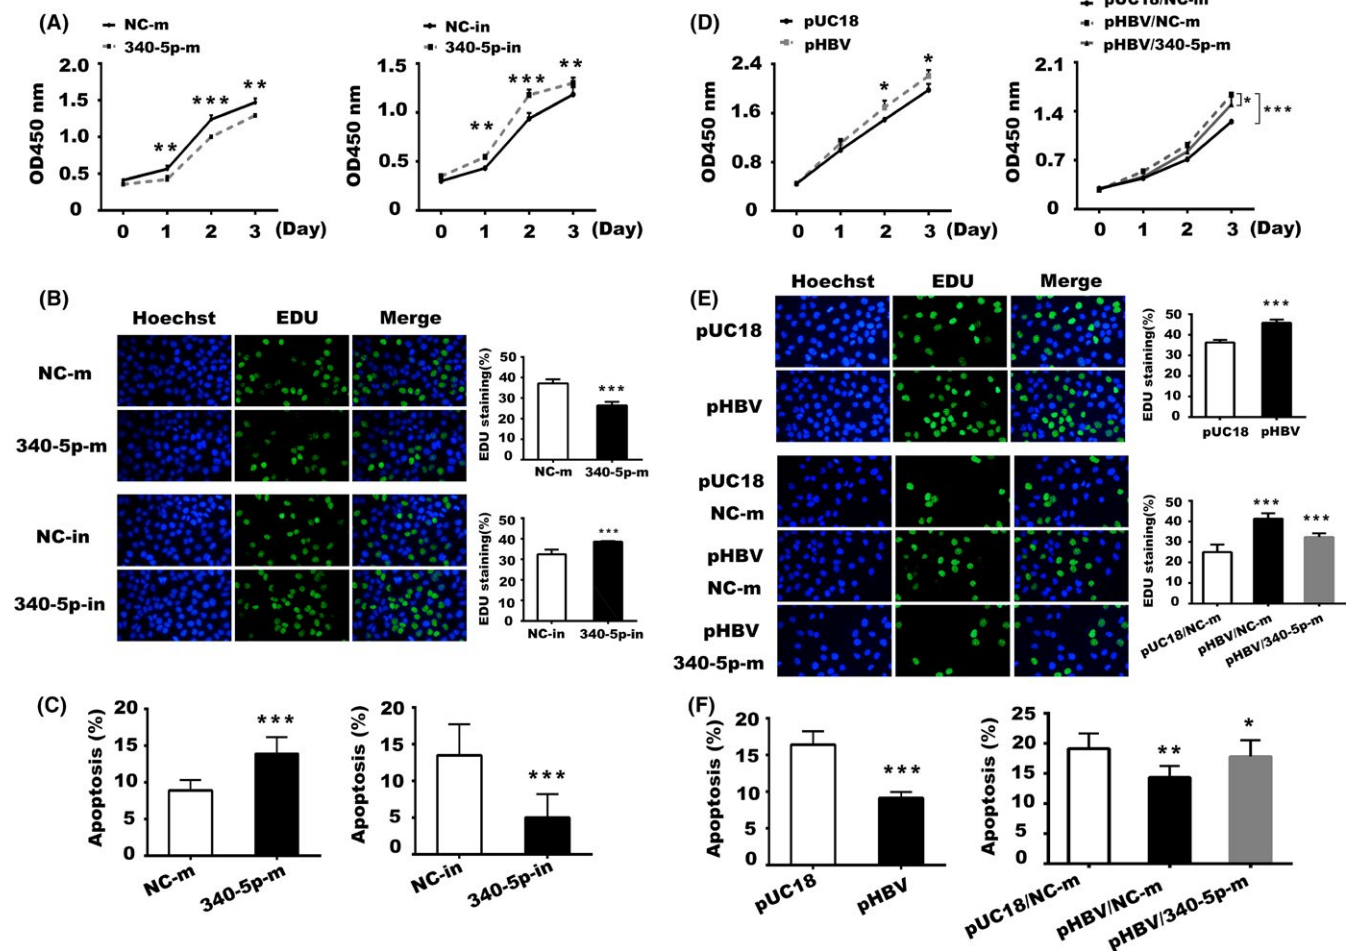 (A)
NC-m
340-5p-m
OD450 nm
2.0
1.5
1.0
0.5
0
** *** **
0 1 2 3 (Day)
NC-in
340-5p-in
OD450 nm
1.5
1.0
0.5
0
** *** **
0 1 2 3 (Day)
(B)
Hoechst EDU Merge
NC-m
340-5p-m
NC-in
340-5p-in
EDU staining(%)
50
40
30
20
10
0
***
NC-m 340-5p-m
EDU staining(%)
50
40
30
20
10
0
***
NC-in 340-5p-in
(C)
Apoptosis (%)
20
15
10
5
0
***
NC-m 340-5p-m
Apoptosis (%)
20
15
10
5
0
***
NC-in 340-5p-in
(D)
pUC18
pHBV
OD450 nm
2.4
1.6
0.8
0
* *
0 1 2 3 (Day)
pUC18/NC-m
pHBV/NC-m
pHBV/340-5p-m
OD450 nm
2.1
1.4
0.7
0
* ***
0 1 2 3 (Day)
(E)
Hoechst EDU Merge
pUC18
pHBV
pUC18
NC-m
pHBV
NC-m
pHBV
340-5p-m
EDU staining(%)
50
40
30
20
10
0
***
pUC18 pHBV
EDU staining(%)
50
40
30
20
10
0
*** ***
pUC18/NC-m pHBV/NC-m pHBV/340-5p-m
(F)
Apoptosis (%)
20
15
10
5
0
***
pUC18 pHBV
Apoptosis (%)
25
20
15
10
5
0
** *
pUC18/NC-m pHBV/NC-m pHBV/340-5p-m